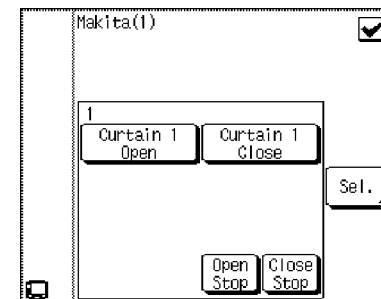 Makita(1)
1
Curtain 1 Curtain 1
Open Close
Sel.
Open Close
Stop Stop